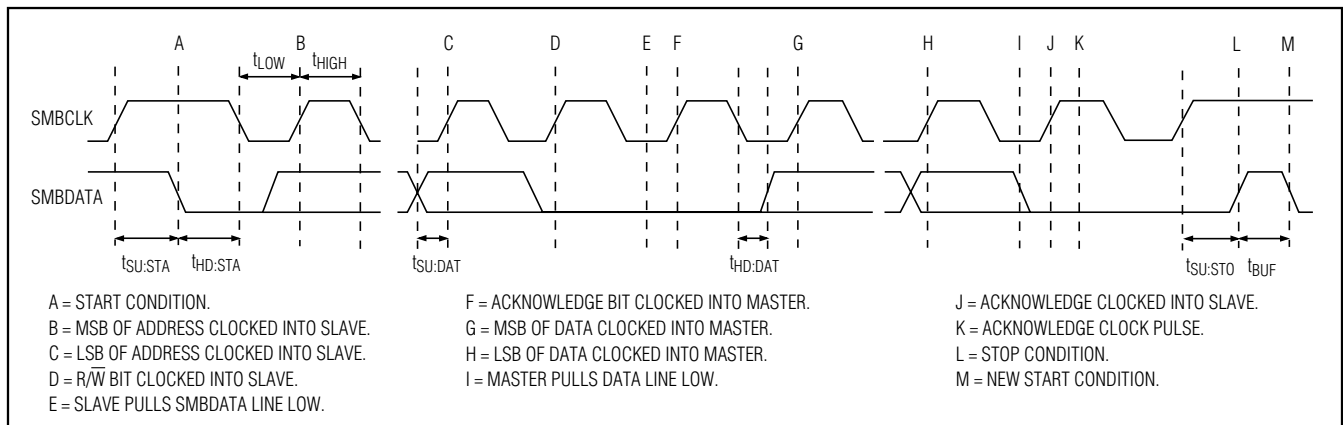 A B C D E F G H I J K L M
tLOW tHIGH
SMBCLK
SMBDATA
tSU:STA tHD:STA tSU:DAT tHD:DAT tSU:STO tBUF
A = START CONDITION.
B = MSB OF ADDRESS CLOCKED INTO SLAVE.
C = LSB OF ADDRESS CLOCKED INTO SLAVE.
D = R/W̅ BIT CLOCKED INTO SLAVE.
E = SLAVE PULLS SMBDATA LINE LOW.
F = ACKNOWLEDGE BIT CLOCKED INTO MASTER.
G = MSB OF DATA CLOCKED INTO MASTER.
H = LSB OF DATA CLOCKED INTO MASTER.
I = MASTER PULLS DATA LINE LOW.
J = ACKNOWLEDGE CLOCKED INTO SLAVE.
K = ACKNOWLEDGE CLOCK PULSE.
L = STOP CONDITION.
M = NEW START CONDITION.